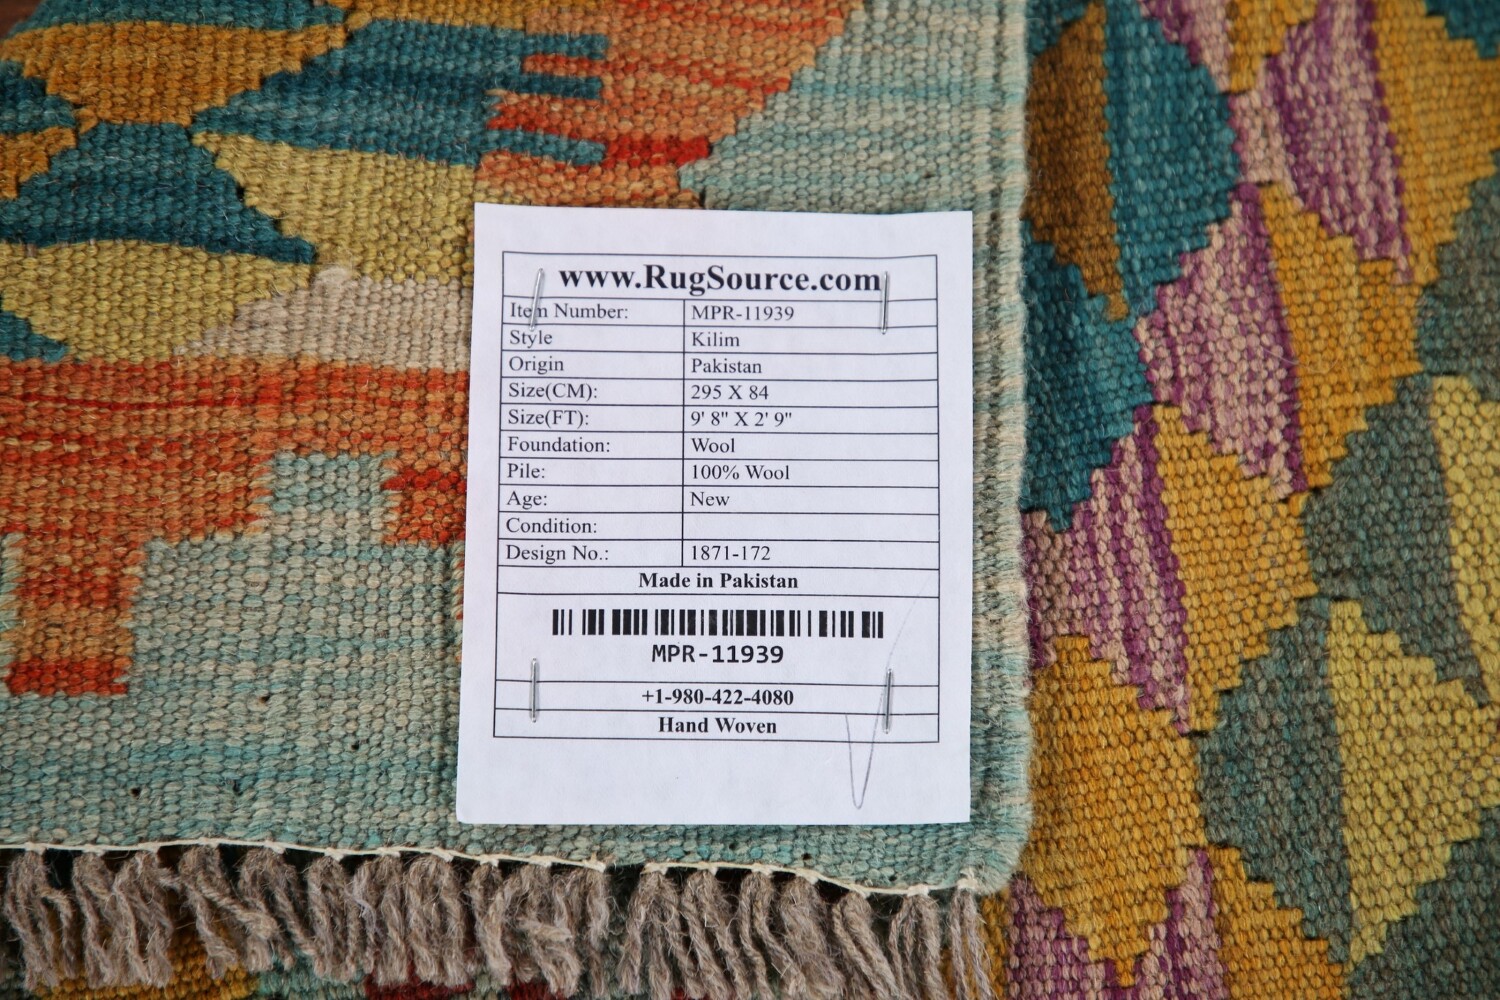 www.RugSource.com
Item Number: MPR-11939
Style Kilim
Origin Pakistan
Size(CM): 295 X 84
Size(FT): 9' 8" X 2' 9"
Foundation: Wool
Pile: 100% Wool
Age: New
Condition:
Design No.: 1871-172
Made in Pakistan
MPR-11939
+1-980-422-4080
Hand Woven